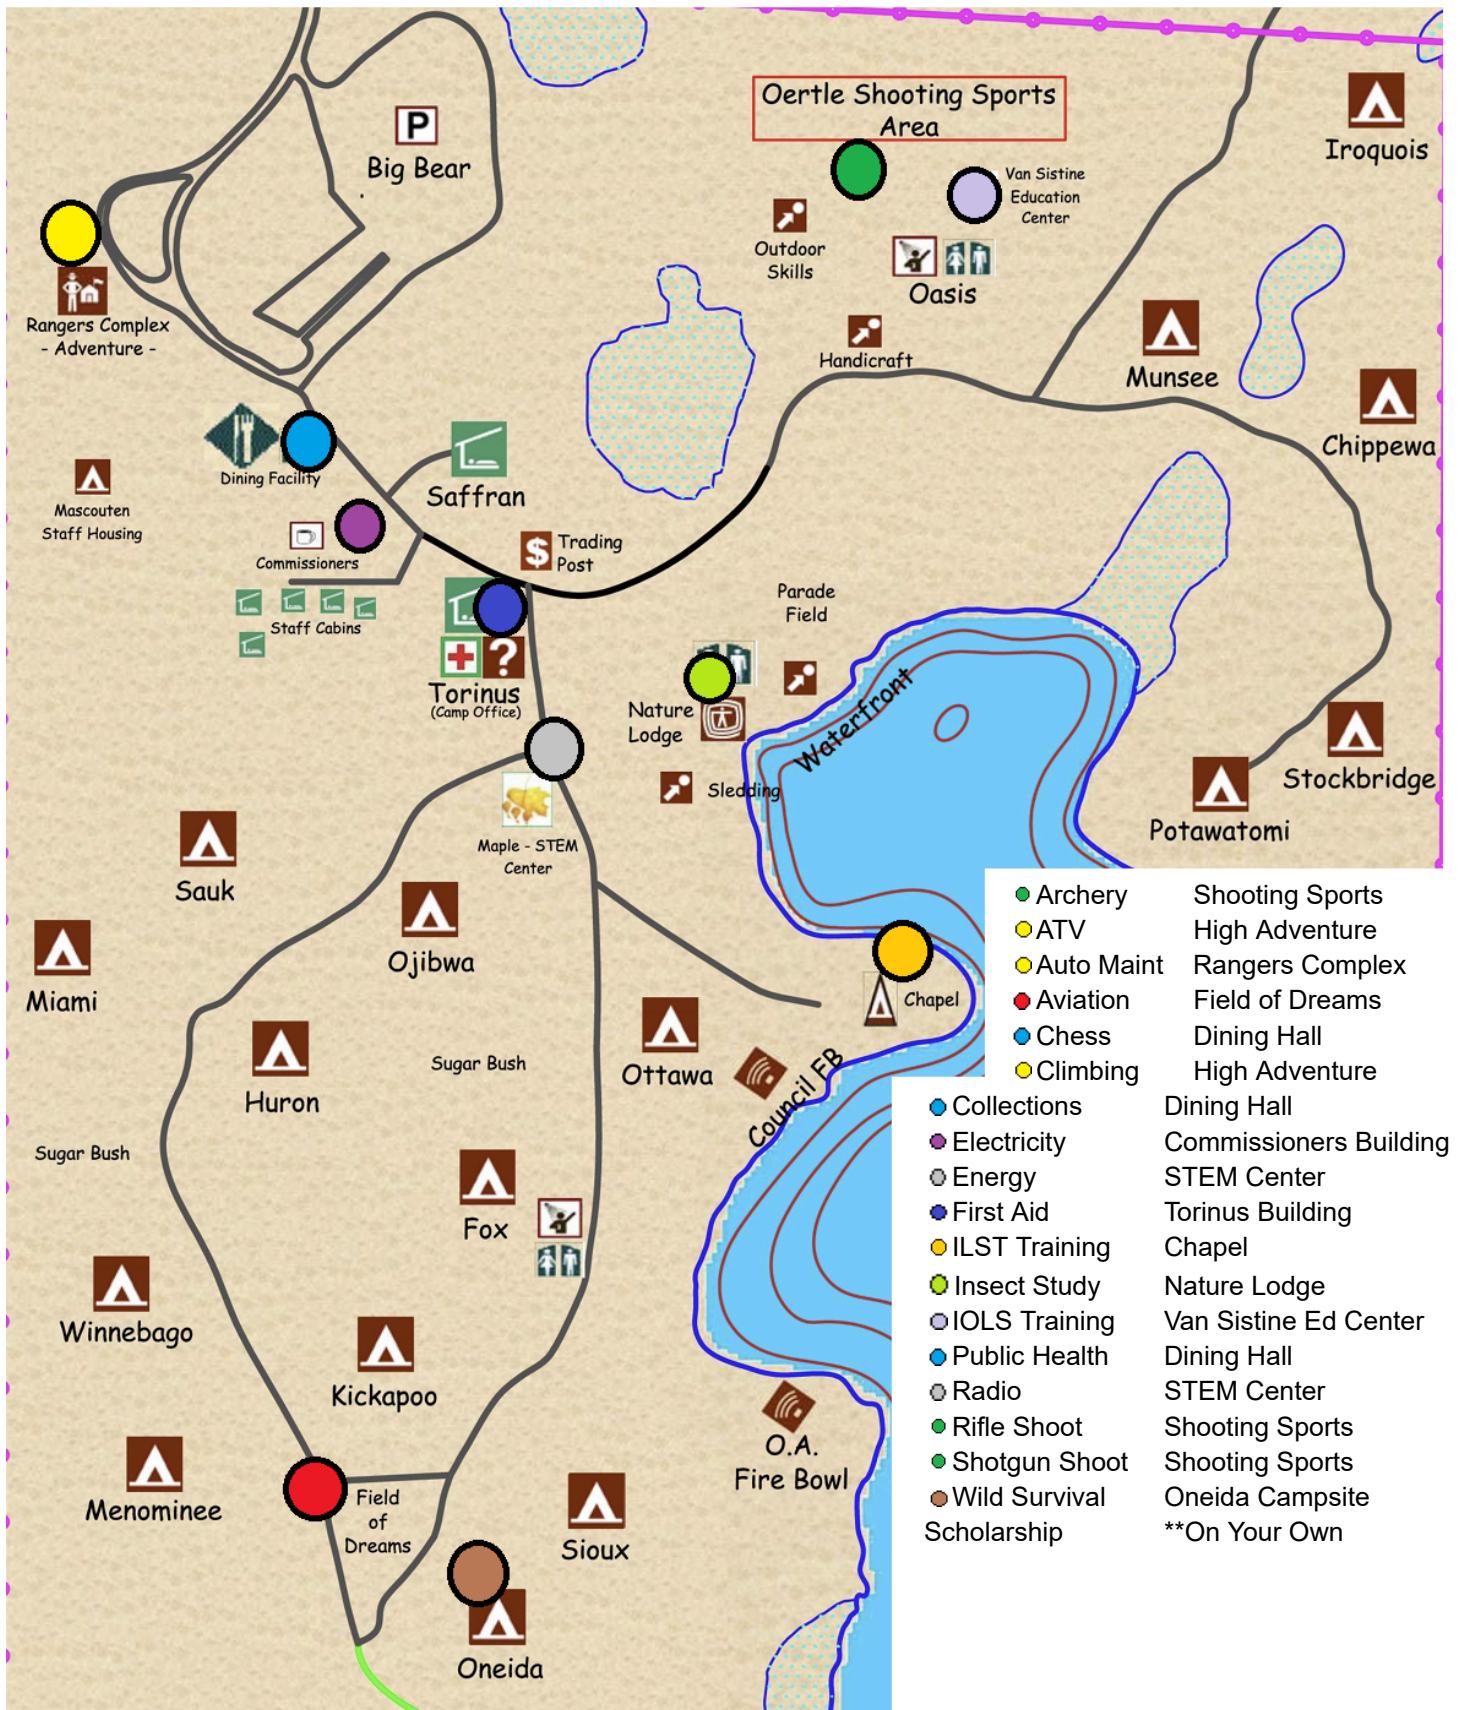 Oertle Shooting Sports
Area
P
Big Bear
Iroquois
Van Sistine
Education
Center
Outdoor
Skills
Oasis
Rangers Complex
- Adventure -
Handicraft
Munsee
Chippewa
Dining Facility
Saffran
Mascouten
Staff Housing
Commissioners
$
Trading
Post
Staff Cabins
Parade
Field
?
Torinus
(Camp Office)
Nature
Lodge
Waterfront
Sledding
Stockbridge
Potawatomi
Maple - STEM
Center
Sauk
Ojibwa
Miami
Chapel
Huron
Sugar Bush
Ottawa
Council FB
Sugar Bush
Fox
Winnebago
Kickapoo
O.A.
Fire Bowl
Menominee
Field
of
Dreams
Sioux
Oneida
Archery Shooting Sports
ATV High Adventure
Auto Maint Rangers Complex
Aviation Field of Dreams
Chess Dining Hall
Climbing High Adventure
Collections Dining Hall
Electricity Commissioners Building
Energy STEM Center
First Aid Torinus Building
ILST Training Chapel
Insect Study Nature Lodge
IOLS Training Van Sistine Ed Center
Public Health Dining Hall
Radio STEM Center
Rifle Shoot Shooting Sports
Shotgun Shoot Shooting Sports
Wild Survival Oneida Campsite
Scholarship **On Your Own